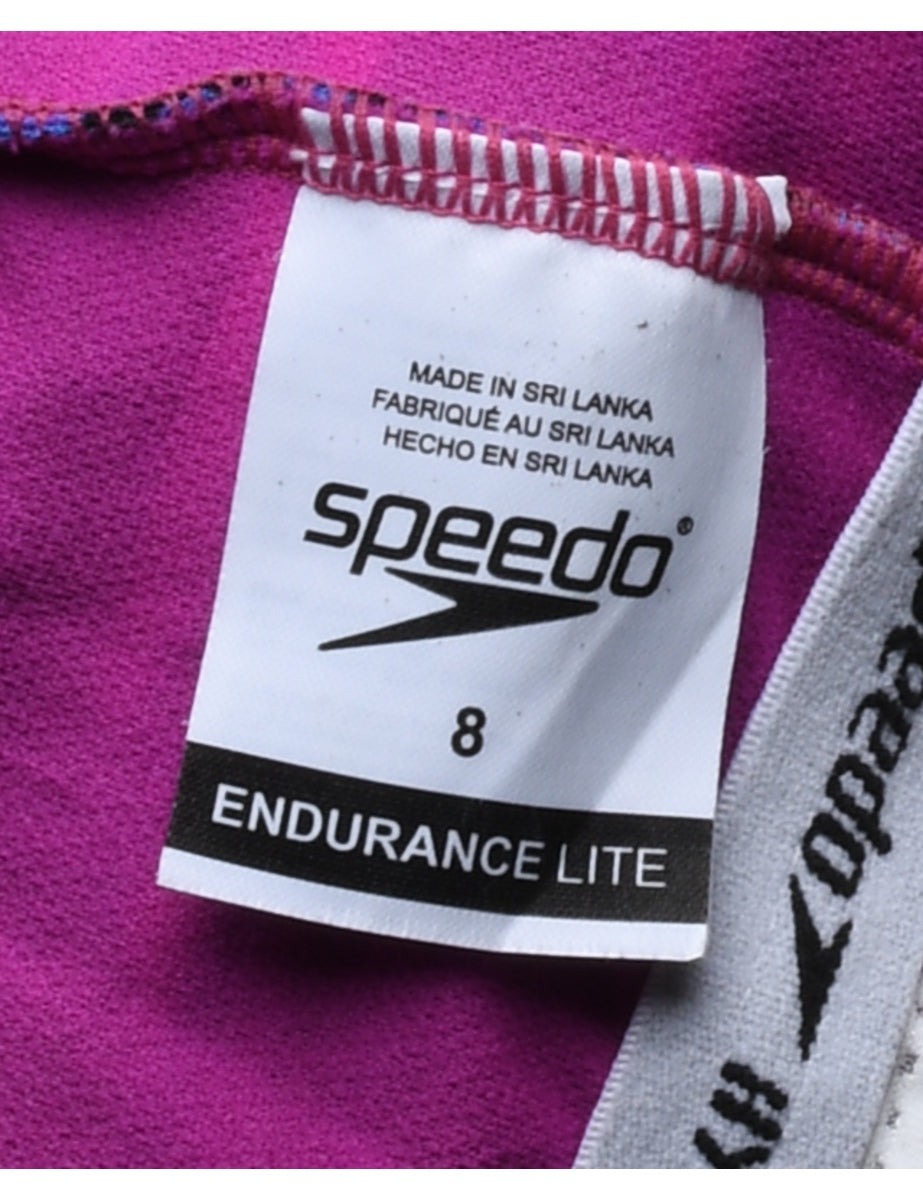 MADE IN SRI LANKA
FABRIQUÉ AU SRI LANKA
HECHO EN SRI LANKA
speedo®
8
ENDURANCE LITE
speedo